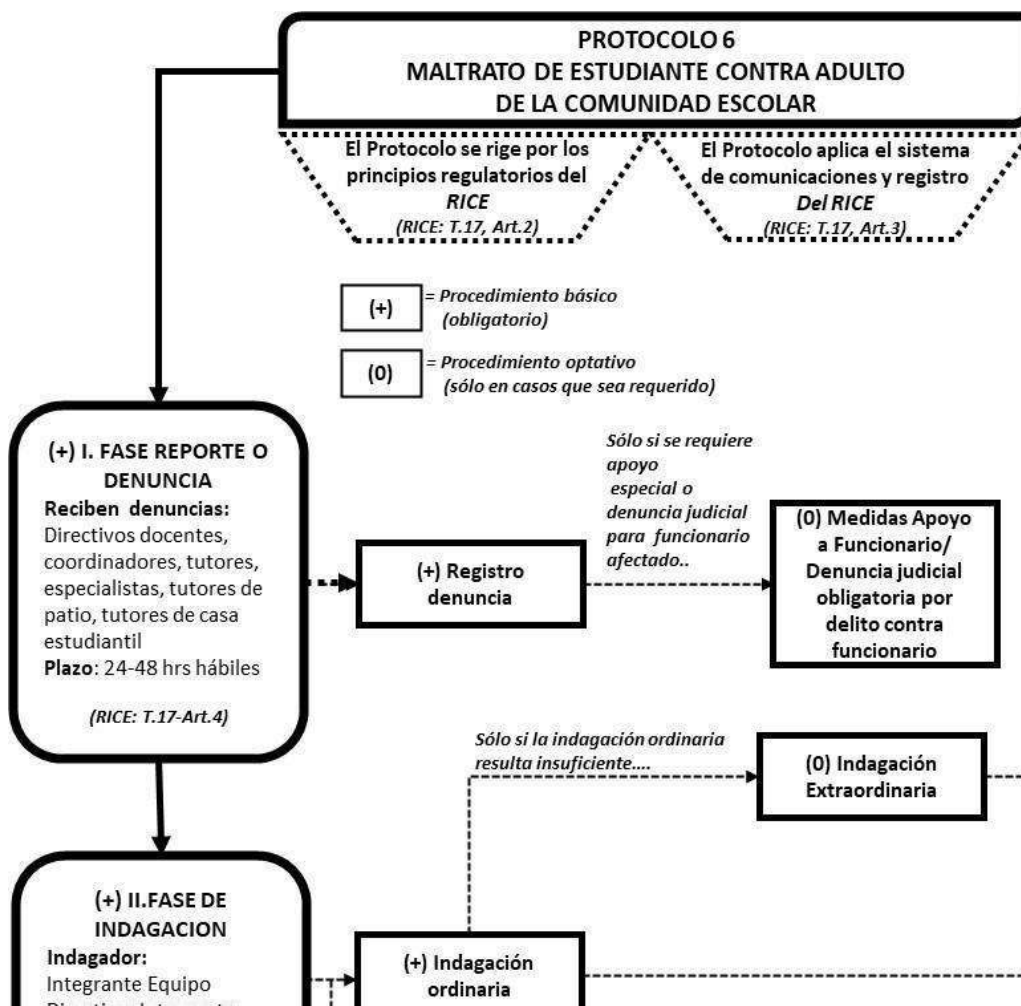 PROTOCOLO 6
MALTRATO DE ESTUDIANTE CONTRA ADULTO
DE LA COMUNIDAD ESCOLAR
El Protocolo se rige por los
principios regulatorios del
RICE
(RICE: T.17, Art.2)
El Protocolo aplica el sistema
de comunicaciones y registro
Del RICE
(RICE: T.17, Art.3)
(+)
= Procedimiento básico
(obligatorio)
(0)
= Procedimiento optativo
(sólo en casos que sea requerido)
(+) I. FASE REPORTE O
DENUNCIA
Reciben denuncias:
Directivos docentes,
coordinadores, tutores,
especialistas, tutores de
patio, tutores de casa
estudiantil
Plazo: 24-48 hrs hábiles
(RICE: T.17-Art.4)
(+) Registro
denuncia
Sólo si se requiere
apoyo
especial o
denuncia judicial
para funcionario
afectado..
(0) Medidas Apoyo
a Funcionario/
Denuncia judicial
obligatoria por
delito contra
funcionario
Sólo si la indagación ordinaria
resulta insuficiente....
(0) Indagación
Extraordinaria
(+) II.FASE DE
INDAGACION
Indagador:
Integrante Equipo
(+) Indagación
ordinaria